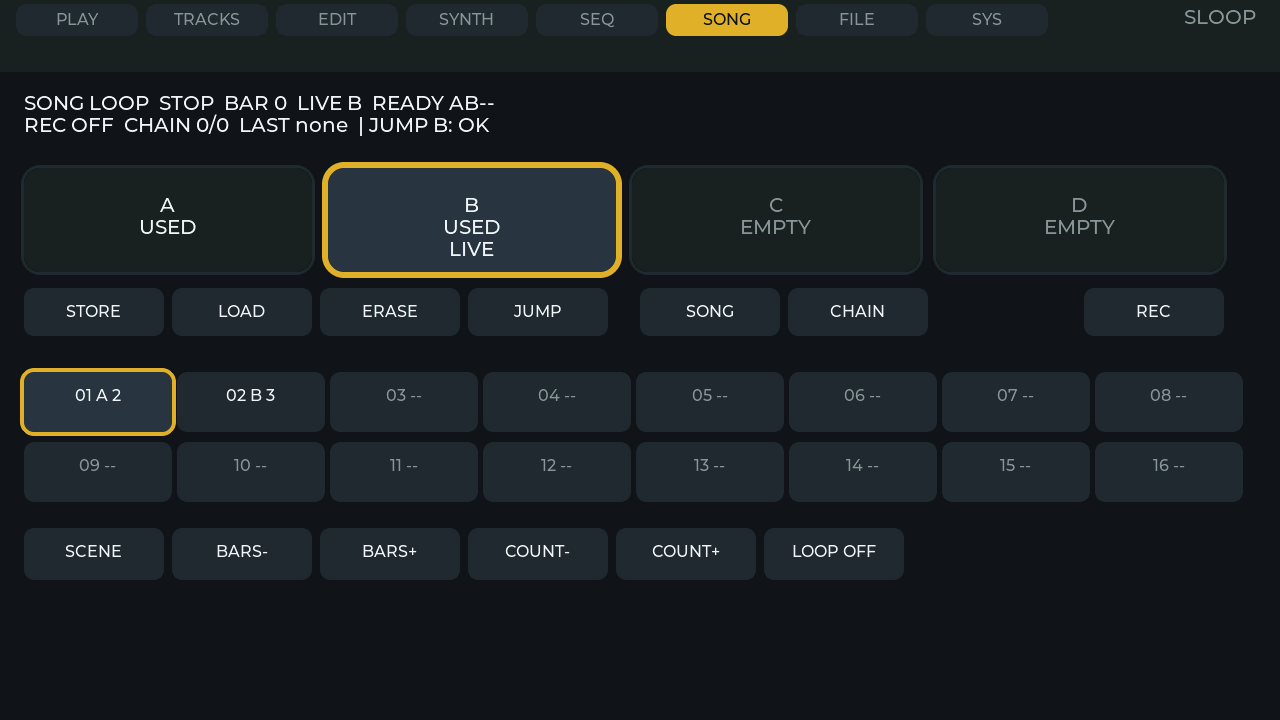 PLAY TRACKS EDIT SYNTH SEQ SONG FILE SYS SLOOP
SONG LOOP  STOP  BAR 0  LIVE B  READY AB--
REC OFF  CHAIN 0/0  LAST none  | JUMP B: OK
A B C D
USED USED EMPTY EMPTY
LIVE
STORE LOAD ERASE JUMP SONG CHAIN REC
01 A 2 02 B 3 03 -- 04 -- 05 -- 06 -- 07 -- 08 --
09 -- 10 -- 11 -- 12 -- 13 -- 14 -- 15 -- 16 --
SCENE BARS- BARS+ COUNT- COUNT+ LOOP OFF